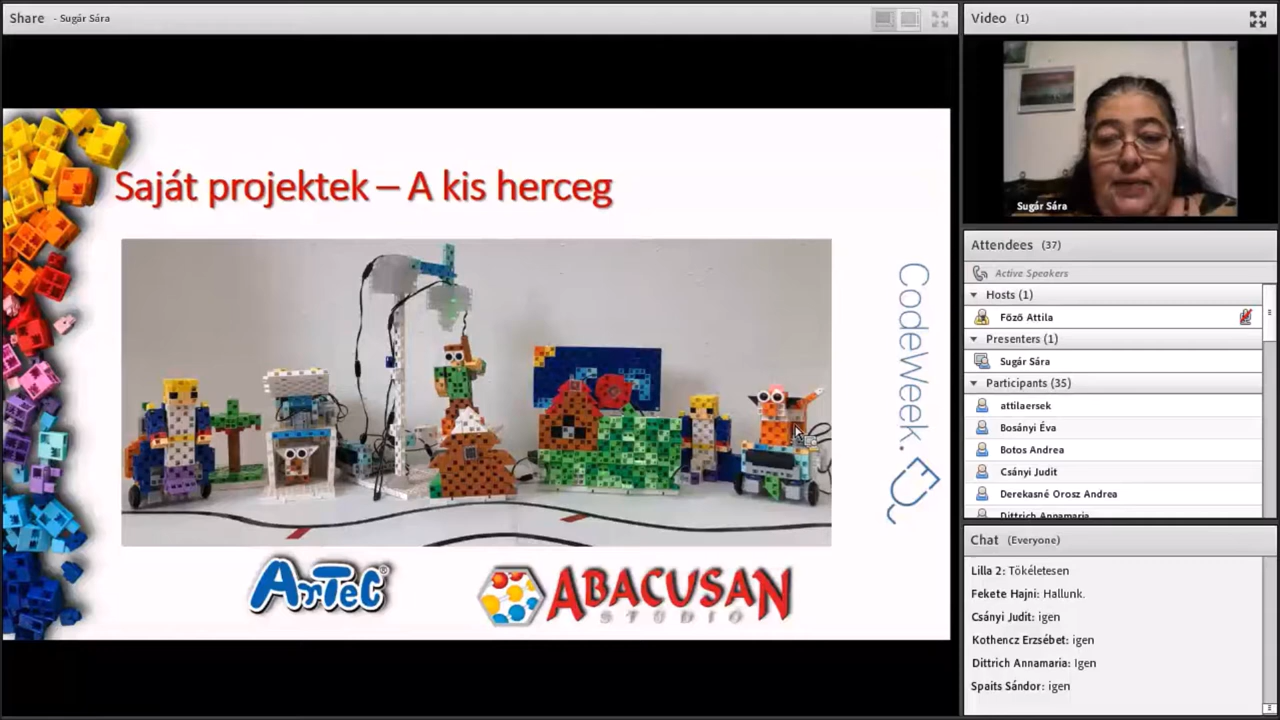 Share - Sugár Sára
Saját projektek – A kis herceg
CodeWeek.
ArTeC®
ABACUSAN
STUDIO
Video (1)
Sugár Sára
Attendees (37)
Active Speakers
Hosts (1)
Főző Attila
Presenters (1)
Sugár Sára
Participants (35)
attilaersek
Bosányi Éva
Botos Andrea
Csányi Judit
Derekasné Orosz Andrea
Dittrich Annamaria
Chat (Everyone)
Lilla 2: Tökéletesen
Fekete Hajni: Hallunk.
Csányi Judit: igen
Kothencz Erzsébet: igen
Dittrich Annamaria: Igen
Spaits Sándor: igen